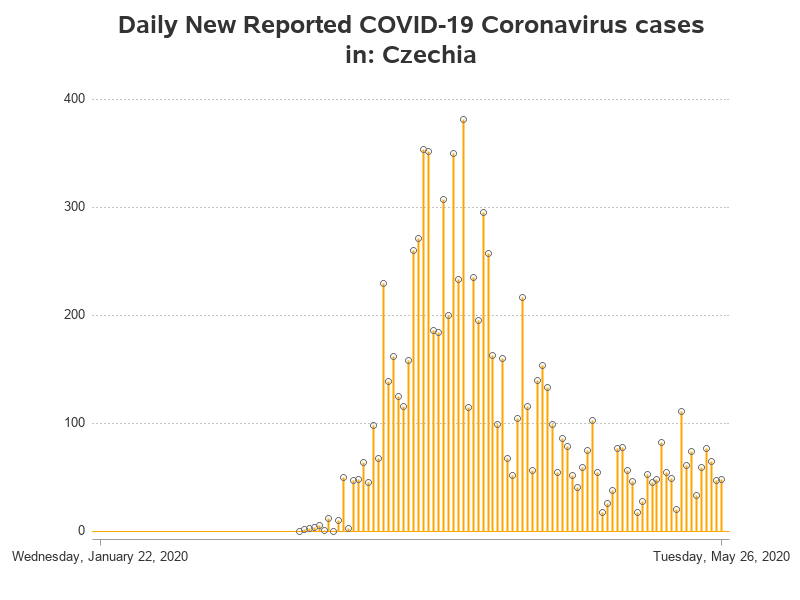 Daily New Reported COVID-19 Coronavirus cases
in: Czechia
400
300
200
100
0
Wednesday, January 22, 2020
Tuesday, May 26, 2020